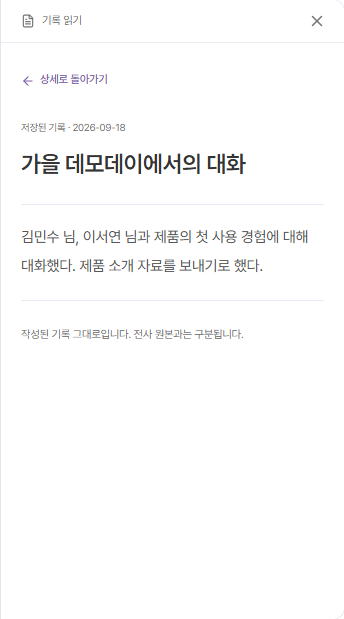 기록 읽기
상세로 돌아가기
저장된 기록 · 2026-09-18
가을 데모데이에서의 대화
김민수 님, 이서연 님과 제품의 첫 사용 경험에 대해
대화했다. 제품 소개 자료를 보내기로 했다.
작성된 기록 그대로입니다. 전사 원본과는 구분됩니다.